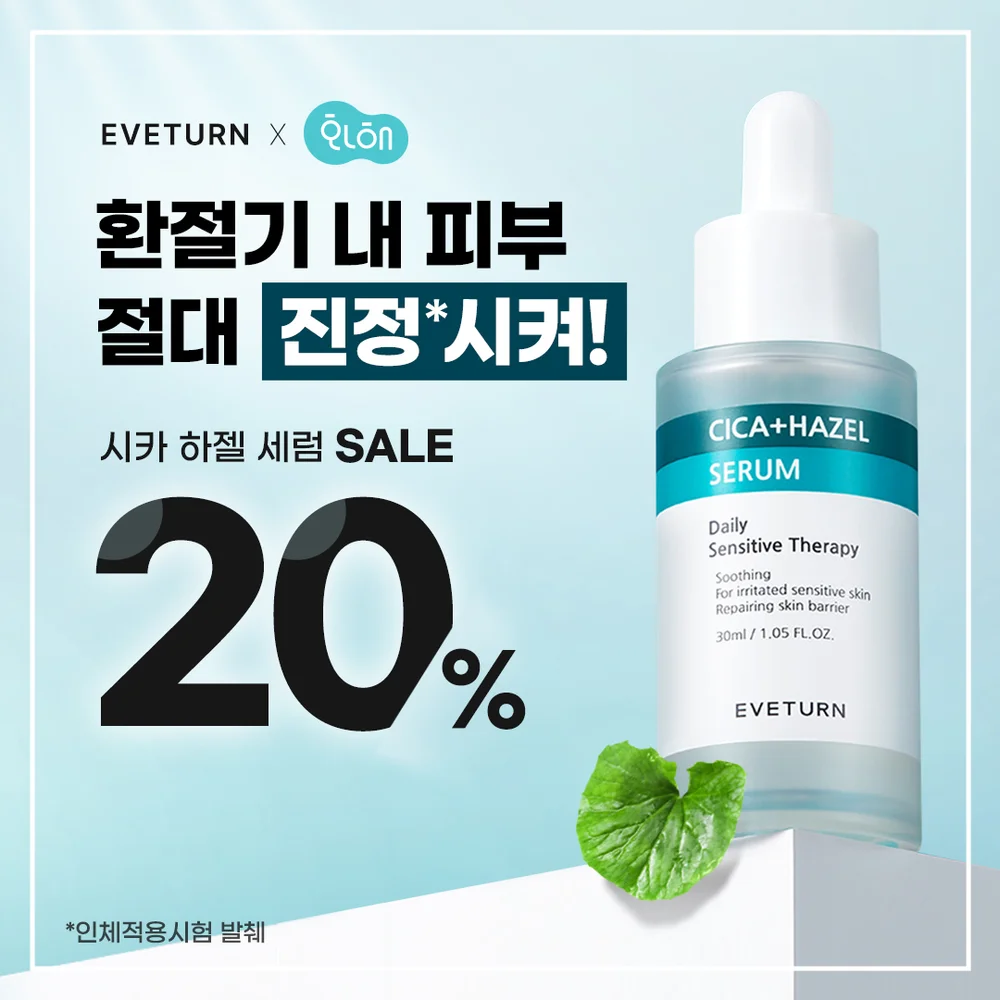 EVETURN X
환절기 내 피부
절대 진정*시켜!
시카 하젤 세럼 SALE
20%
CICA+HAZEL
SERUM
Daily
Sensitive Therapy
Soothing
For irritated sensitive skin
Repairing skin barrier
30ml / 1.05 FL.OZ.
EVETURN
*인체적용시험 발췌